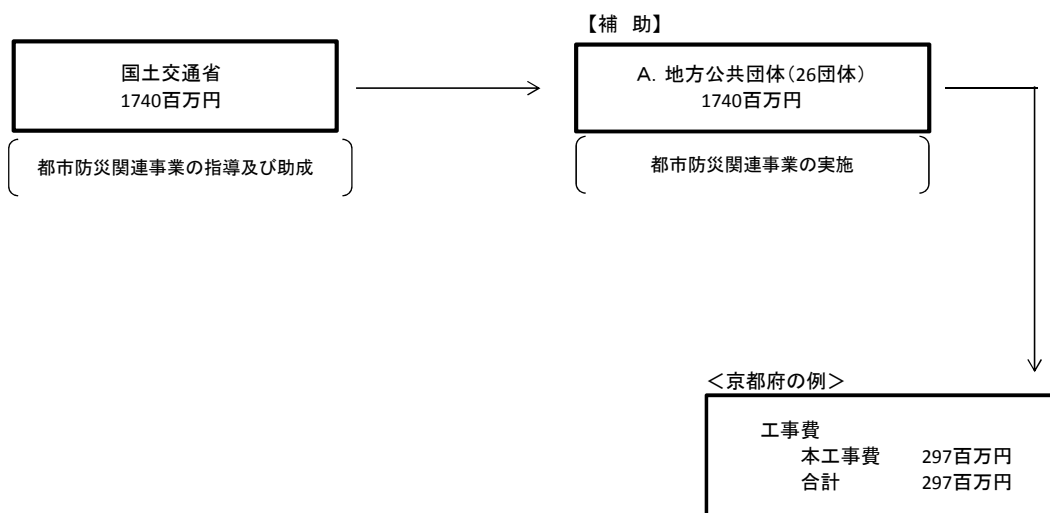 【補　助】
国土交通省
1740百万円
A. 地方公共団体(26団体)
1740百万円
都市防災関連事業の指導及び助成
都市防災関連事業の実施
＜京都府の例＞
工事費
本工事費　297百万円
合計　297百万円